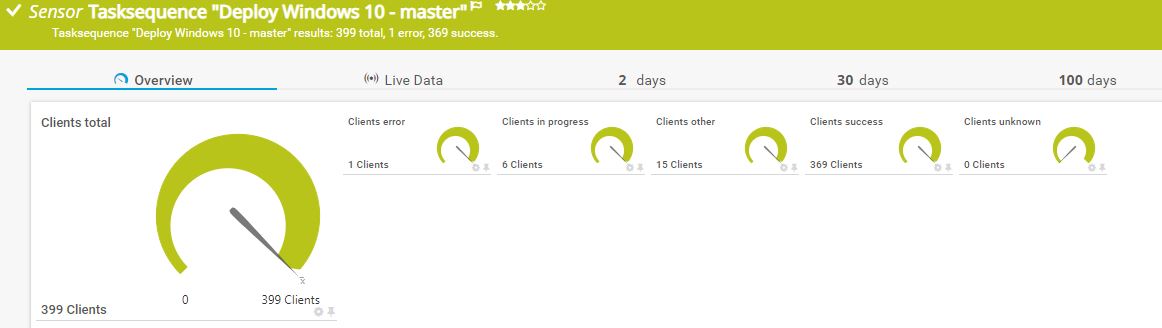 Sensor Tasksequence "Deploy Windows 10 - master"
Tasksequence "Deploy Windows 10 - master" results: 399 total, 1 error, 369 success.
Overview
Live Data
2 days
30 days
100 days
Clients total
0
399 Clients
399 Clients
Clients error
1 Clients
Clients in progress
6 Clients
Clients other
15 Clients
Clients success
369 Clients
Clients unknown
0 Clients